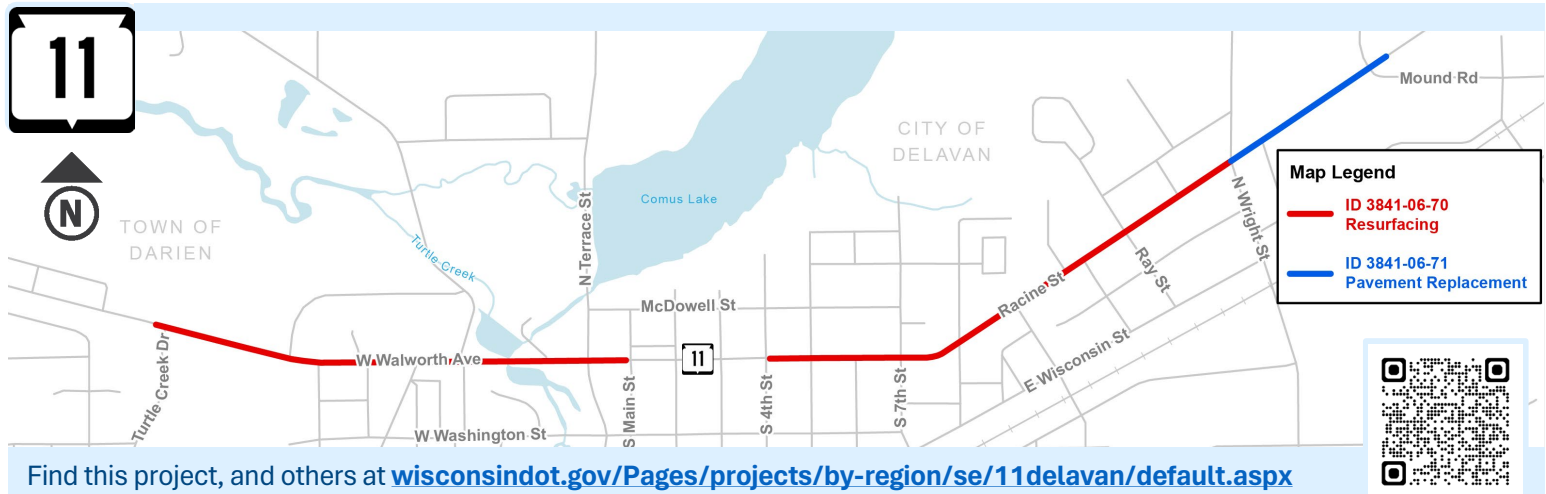 11
N
TOWN OF
DARIEN
CITY OF
DELAVAN
Comus Lake
Turtle Creek
N Terrace St
McDowell St
11
W Walworth Ave
Turtle Creek Dr
W Washington St
S Main St
S 4th St
S 7th St
Racine St
E Wisconsin St
Ray St
N Wright St
Mound Rd
Map Legend
ID 3841-06-70
Resurfacing
ID 3841-06-71
Pavement Replacement
Find this project, and others at wisconsindot.gov/Pages/projects/by-region/se/11delavan/default.aspx